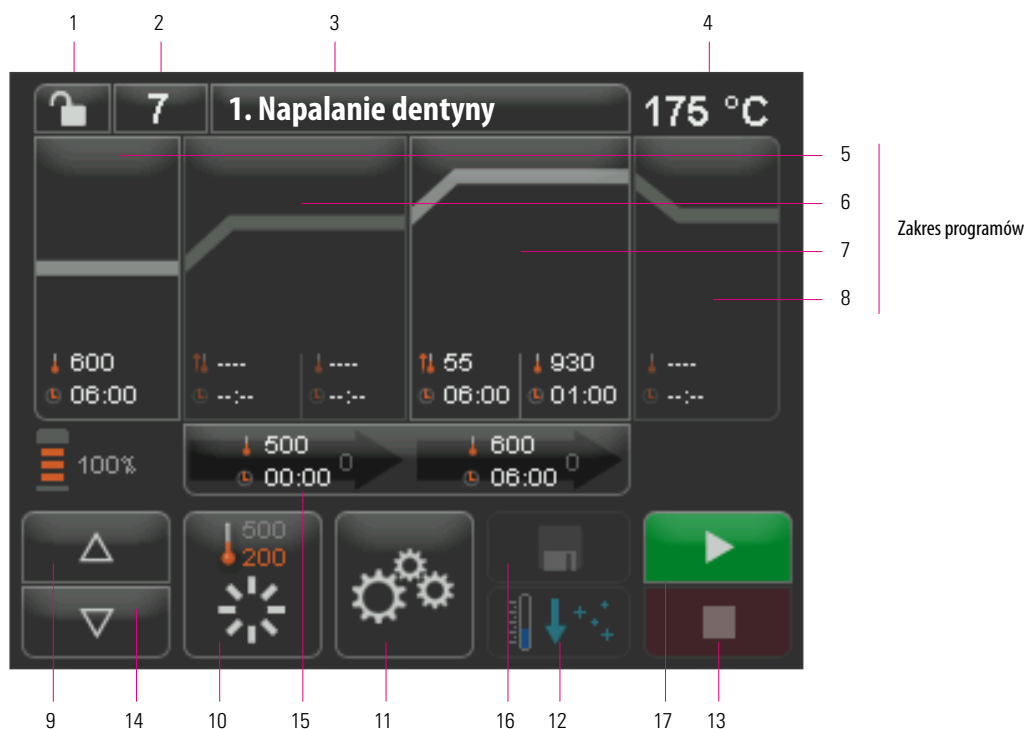 1 2 3 4
7 1. Napalanie dentyny 175 °C
5
6
Zakres programów
7
8
600 ---- ---- 55 930 ----
06:00 --:-- --:-- 06:00 01:00 --:--
100% 500 0 600 0
00:00 06:00
500
200
9 14 10 15 11 16 12 17 13